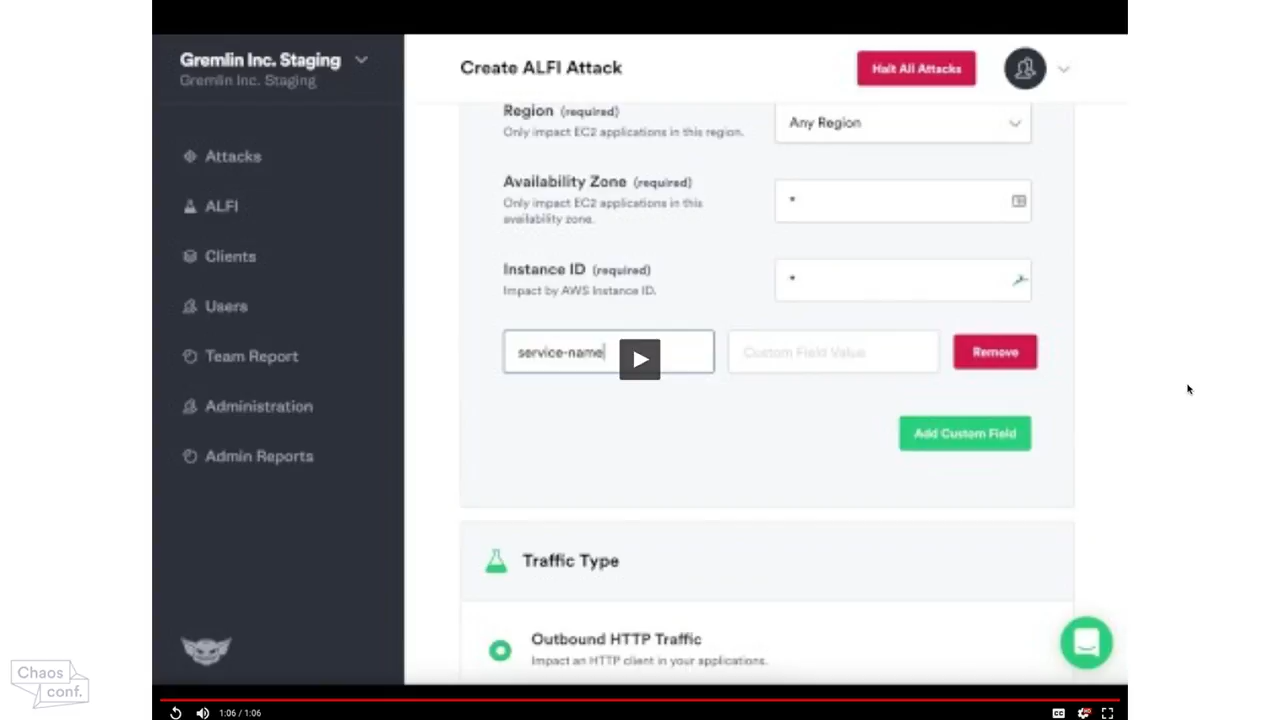 Gremlin Inc. Staging
Gremlin Inc. Staging
Create ALFI Attack
Halt All Attacks
Attacks
ALFI
Clients
Users
Team Report
Administration
Admin Reports
Region (required)
Only impact EC2 applications in this region.
Any Region
Availability Zone (required)
Only impact EC2 applications in this
availability zone.
*
Instance ID (required)
Impact by AWS Instance ID.
*
service-name
Custom Field Value
Remove
Add Custom Field
Traffic Type
Outbound HTTP Traffic
Impact an HTTP client in your applications.
Chaos
conf.
1:06 / 1:06
CC
HD